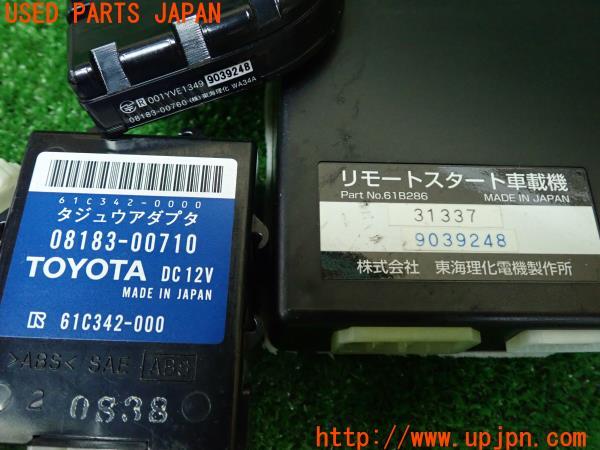 USED PARTS JAPAN
R 001YVE1349 9039248
08183-00760 (株)東海理化 WA34A
61C342-0000
タジュウアダプタ
08183-00710
TOYOTA DC 12V
MADE IN JAPAN
61C342-000
>ABS< SAE ABS
2 0838
リモートスタート車載機
Part No.61B286 MADE IN JAPAN
31337
9039248
株式会社 東海理化電機製作所
http://www.upjpn.com